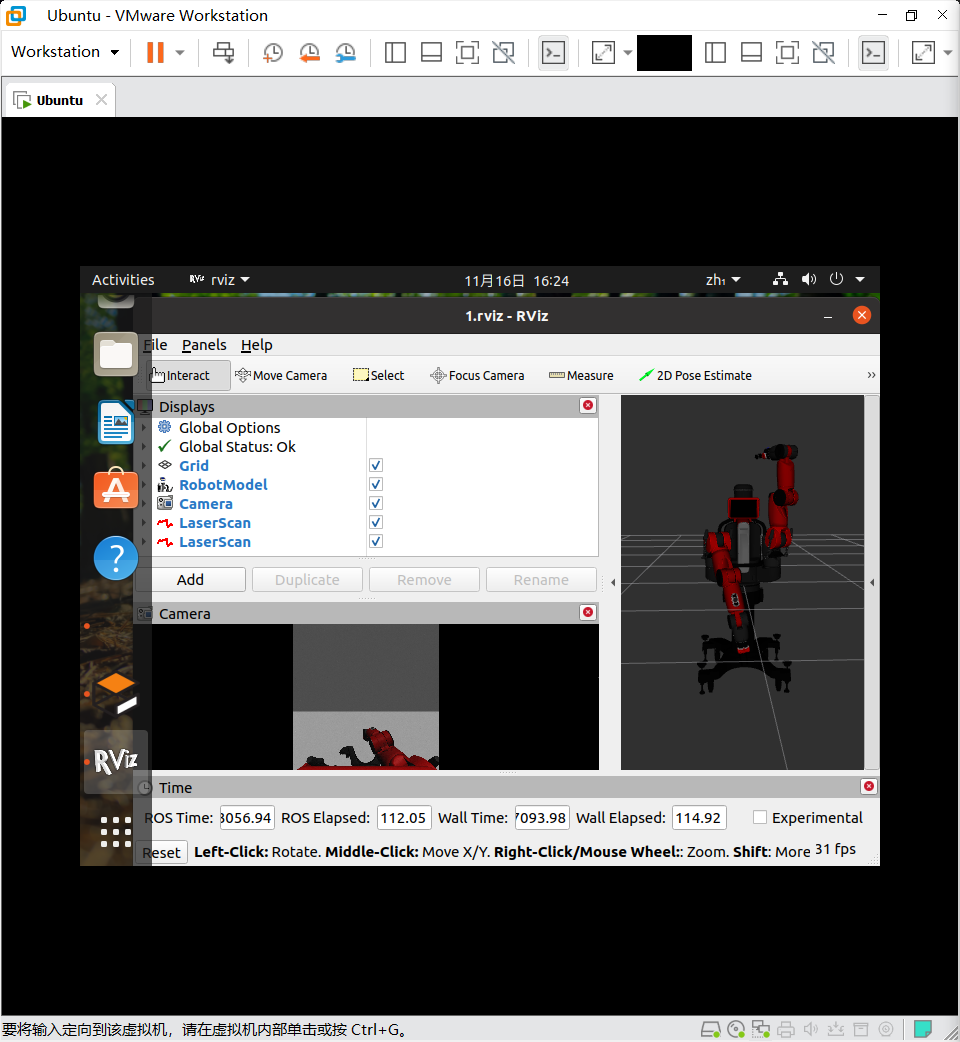 Ubuntu - VMware Workstation
Workstation
Ubuntu
Activities
RViz rviz
11月16日 16:24
zh₁
1.rviz - RViz
File Panels Help
Interact Move Camera Select Focus Camera Measure 2D Pose Estimate »
Displays
Global Options
Global Status: Ok
Grid
RobotModel
Camera
LaserScan
LaserScan
Add Duplicate Remove Rename
Camera
RViz
Time
ROS Time: 3056.94 ROS Elapsed: 112.05 Wall Time: 7093.98 Wall Elapsed: 114.92 Experimental
Reset Left-Click: Rotate. Middle-Click: Move X/Y. Right-Click/Mouse Wheel:: Zoom. Shift: More 31 fps
要将输入定向到该虚拟机，请在虚拟机内部单击或按 Ctrl+G。